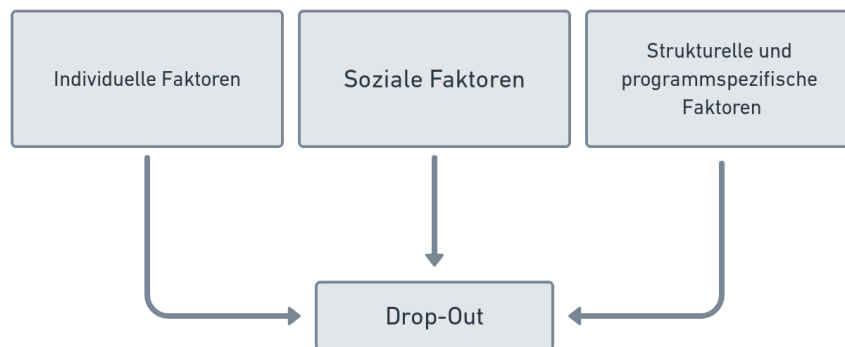 Individuelle Faktoren
Soziale Faktoren
Strukturelle und
programmspezifische
Faktoren
Drop-Out